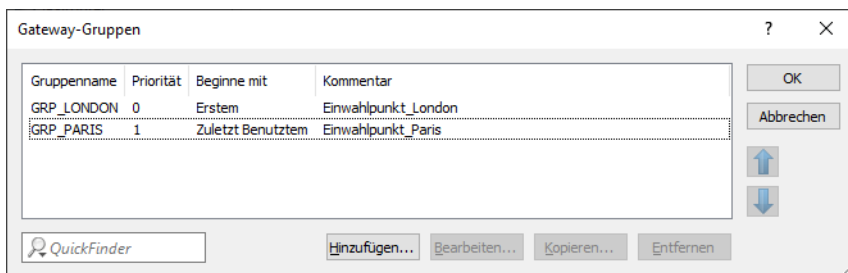 Gateway-Gruppen ?
Gruppenname Priorität Beginne mit Kommentar
GRP_LONDON 0 Erstem Einwahlpunkt_London
GRP_PARIS 1 Zuletzt Benutztem Einwahlpunkt_Paris
OK
Abbrechen
QuickFinder Hinzufügen... Bearbeiten... Kopieren... Entfernen